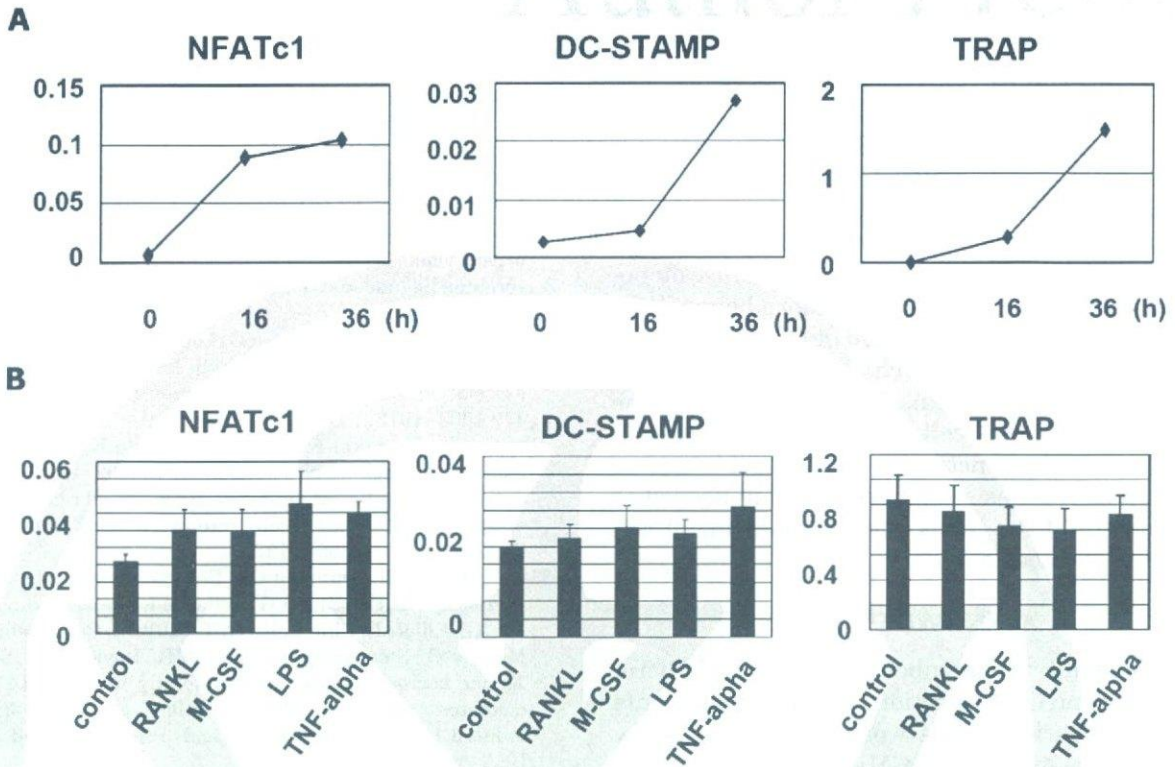 A
NFATc1
0.15
0.1
0.05
0
0 16 36 (h)
DC-STAMP
0.03
0.02
0.01
0
0 16 36 (h)
TRAP
2
1
0
0 16 36 (h)
B
NFATc1
0.06
0.04
0.02
0
control
RANKL
M-CSF
LPS
TNF-alpha
DC-STAMP
0.04
0.02
0
control
RANKL
M-CSF
LPS
TNF-alpha
TRAP
1.2
0.8
0.4
0
control
RANKL
M-CSF
LPS
TNF-alpha